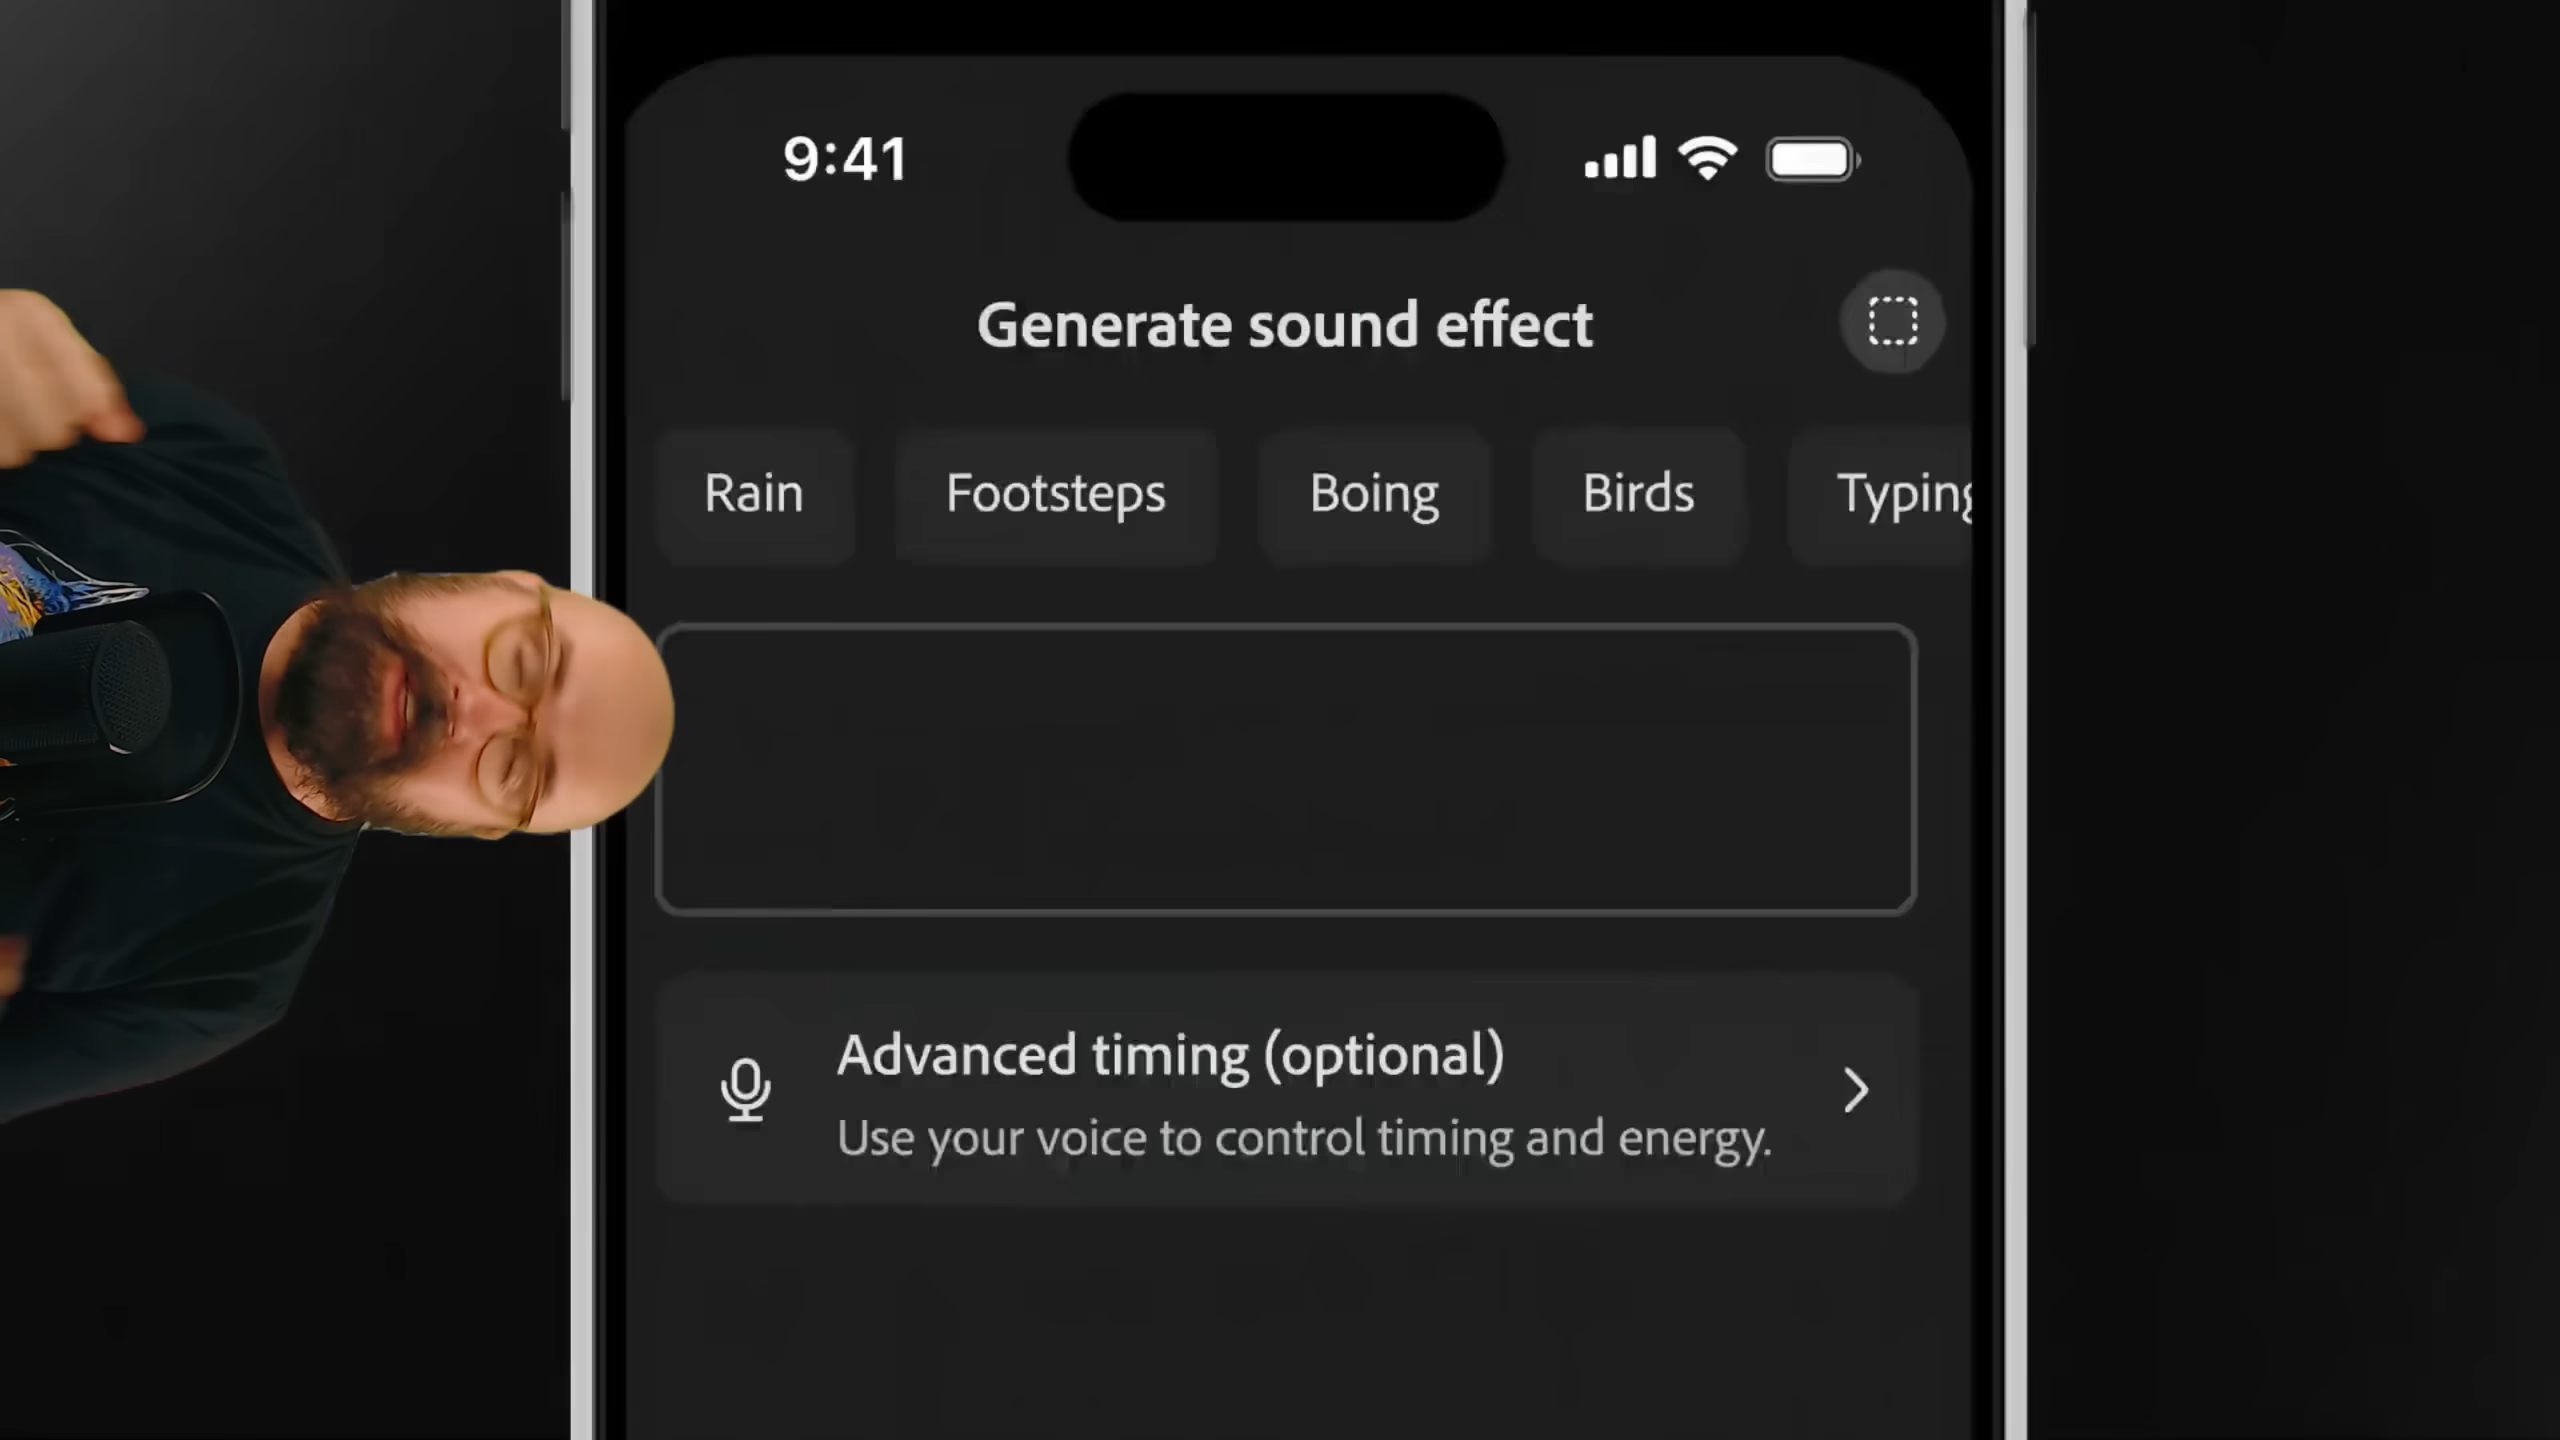 9:41
Generate sound effect
Rain Footsteps Boing Birds Typing
Advanced timing (optional)
Use your voice to control timing and energy.